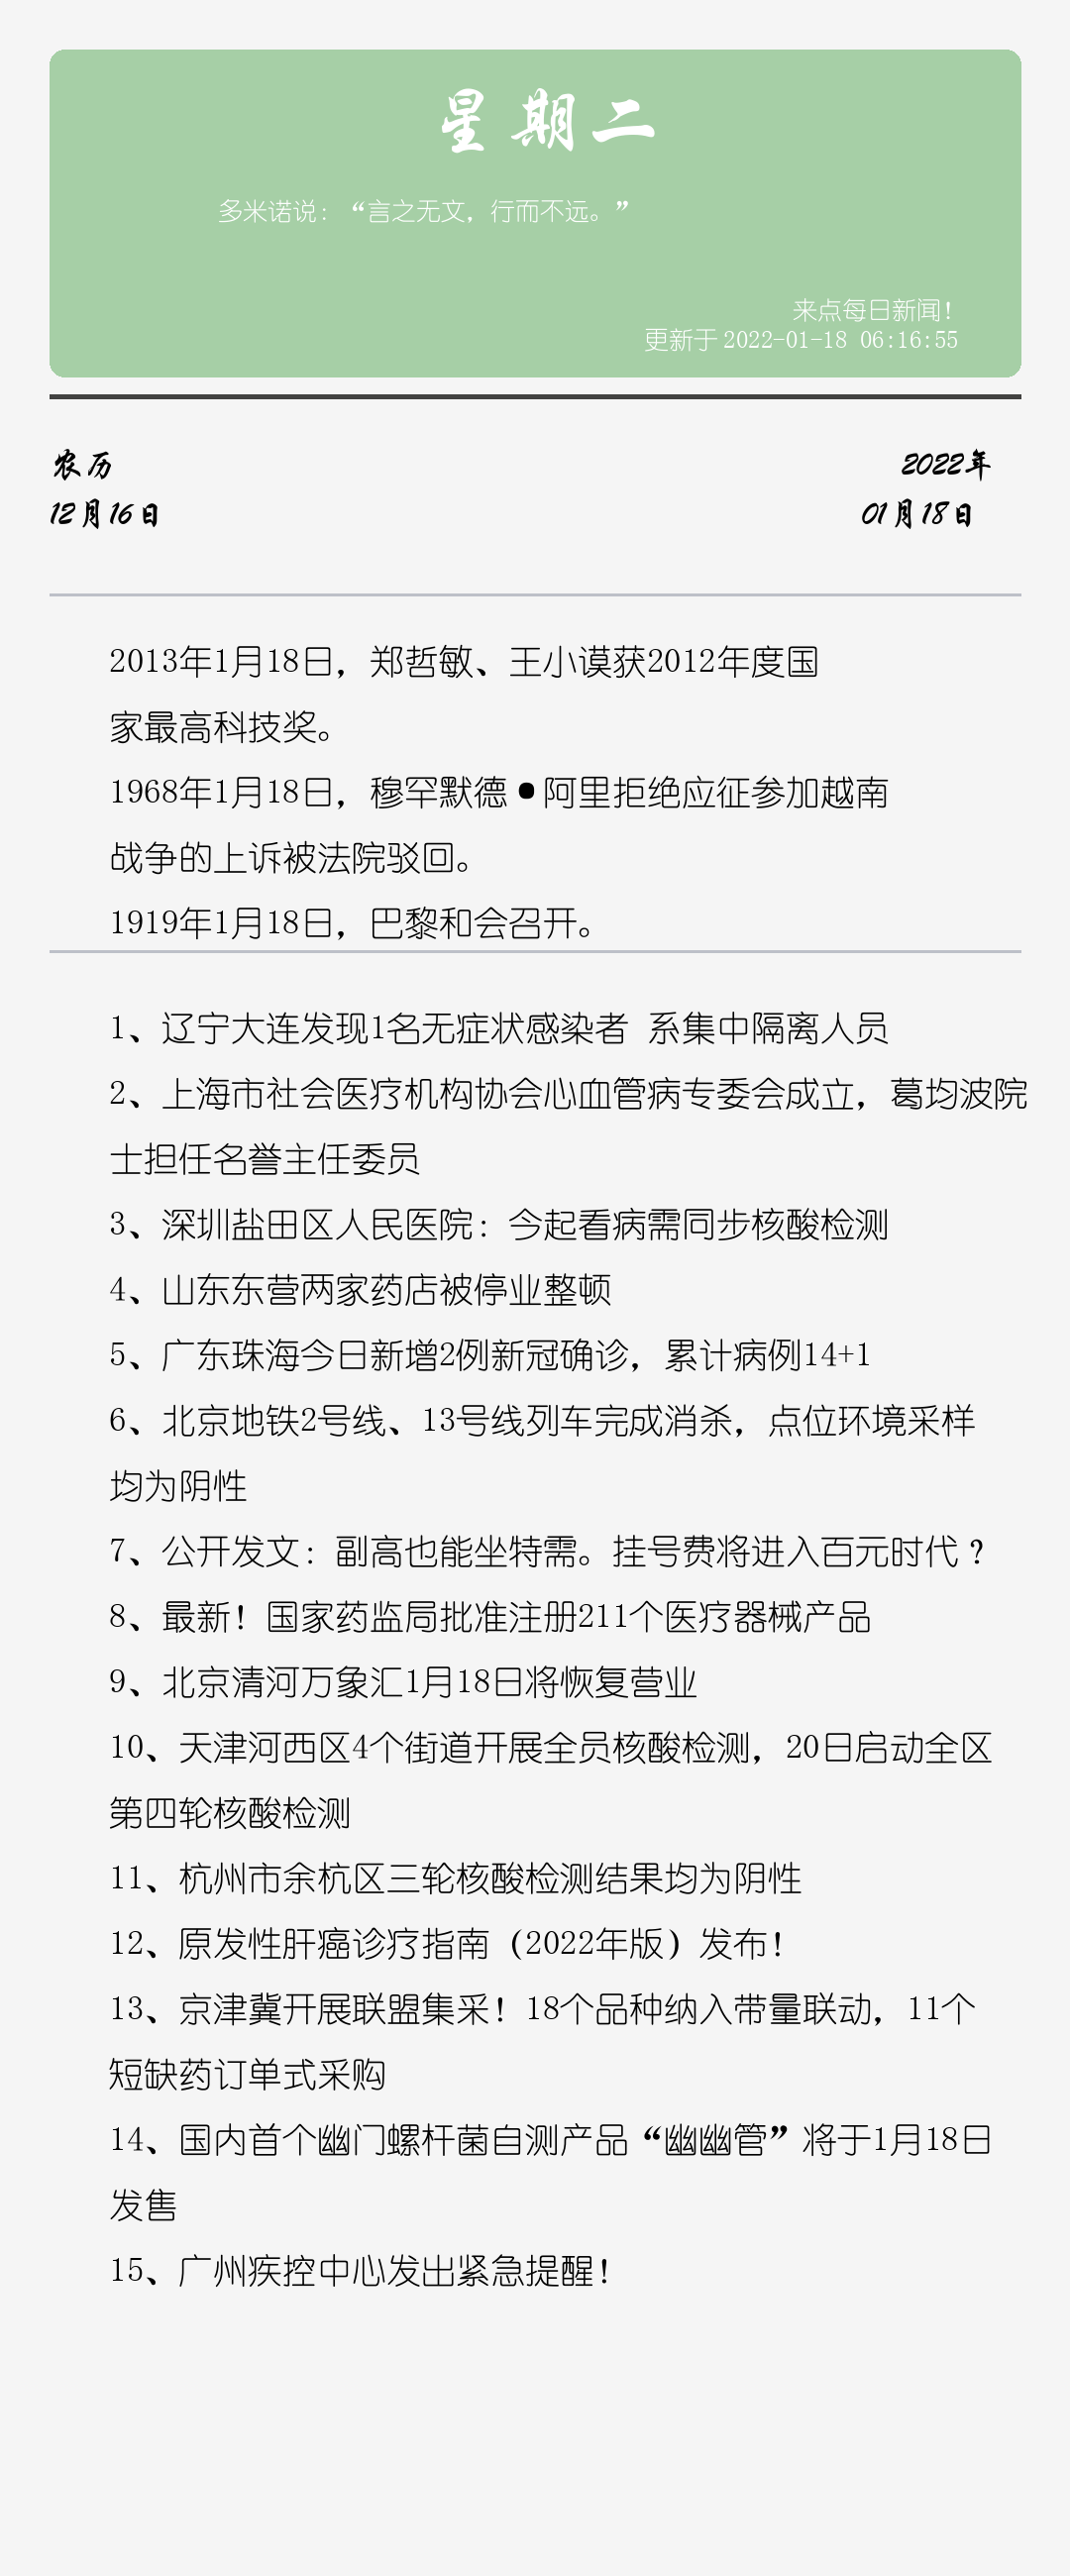 星期二
多米诺说：“言之无文，行而不远。”
来点每日新闻！
更新于 2022-01-18 06:16:55
农历
2022年
12月16日
01月18日
2013年1月18日，郑哲敏、王小谟获2012年度国
家最高科技奖。
1968年1月18日，穆罕默德•阿里拒绝应征参加越南
战争的上诉被法院驳回。
1919年1月18日，巴黎和会召开。
1、辽宁大连发现1名无症状感染者 系集中隔离人员
2、上海市社会医疗机构协会心血管病专委会成立，葛均波院
士担任名誉主任委员
3、深圳盐田区人民医院：今起看病需同步核酸检测
4、山东东营两家药店被停业整顿
5、广东珠海今日新增2例新冠确诊，累计病例14+1
6、北京地铁2号线、13号线列车完成消杀，点位环境采样
均为阴性
7、公开发文：副高也能坐特需。挂号费将进入百元时代？
8、最新！国家药监局批准注册211个医疗器械产品
9、北京清河万象汇1月18日将恢复营业
10、天津河西区4个街道开展全员核酸检测，20日启动全区
第四轮核酸检测
11、杭州市余杭区三轮核酸检测结果均为阴性
12、原发性肝癌诊疗指南（2022年版）发布！
13、京津冀开展联盟集采！18个品种纳入带量联动，11个
短缺药订单式采购
14、国内首个幽门螺杆菌自测产品“幽幽管”将于1月18日
发售
15、广州疾控中心发出紧急提醒！